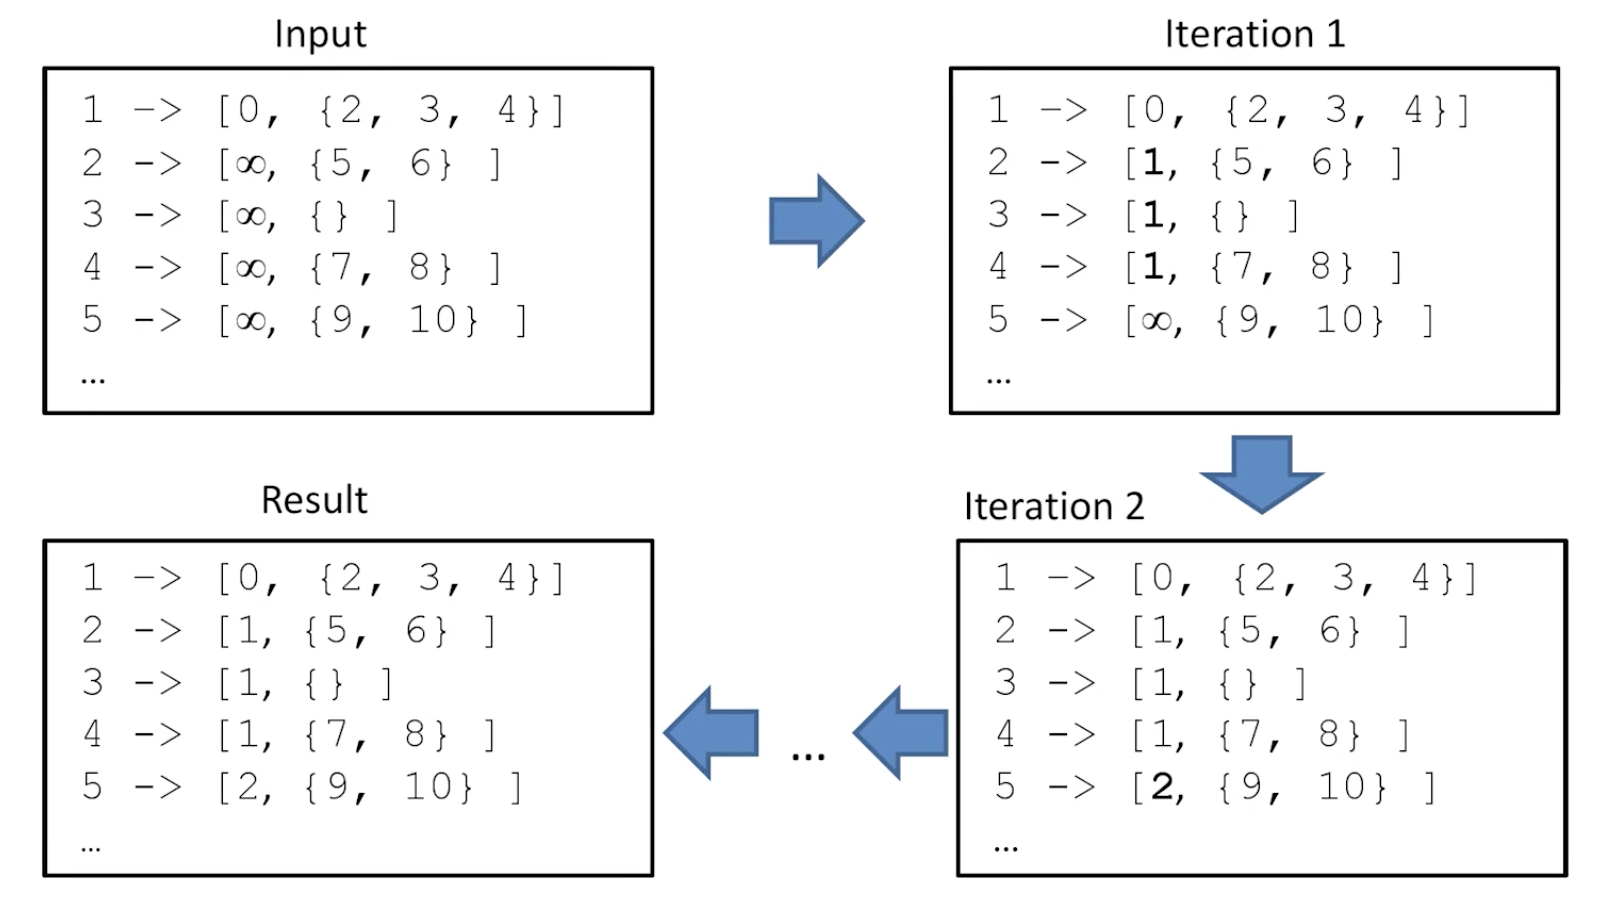 Input
1 –> [0, {2, 3, 4}]
2 -> [∞, {5, 6} ]
3 -> [∞, {} ]
4 -> [∞, {7, 8} ]
5 -> [∞, {9, 10} ]
…
Iteration 1
1 –> [0, {2, 3, 4}]
2 -> [1, {5, 6} ]
3 -> [1, {} ]
4 -> [1, {7, 8} ]
5 -> [∞, {9, 10} ]
…
Iteration 2
1 –> [0, {2, 3, 4}]
2 -> [1, {5, 6} ]
3 -> [1, {} ]
4 -> [1, {7, 8} ]
5 -> [2, {9, 10} ]
…
…
Result
1 –> [0, {2, 3, 4}]
2 -> [1, {5, 6} ]
3 -> [1, {} ]
4 -> [1, {7, 8} ]
5 -> [2, {9, 10} ]
…